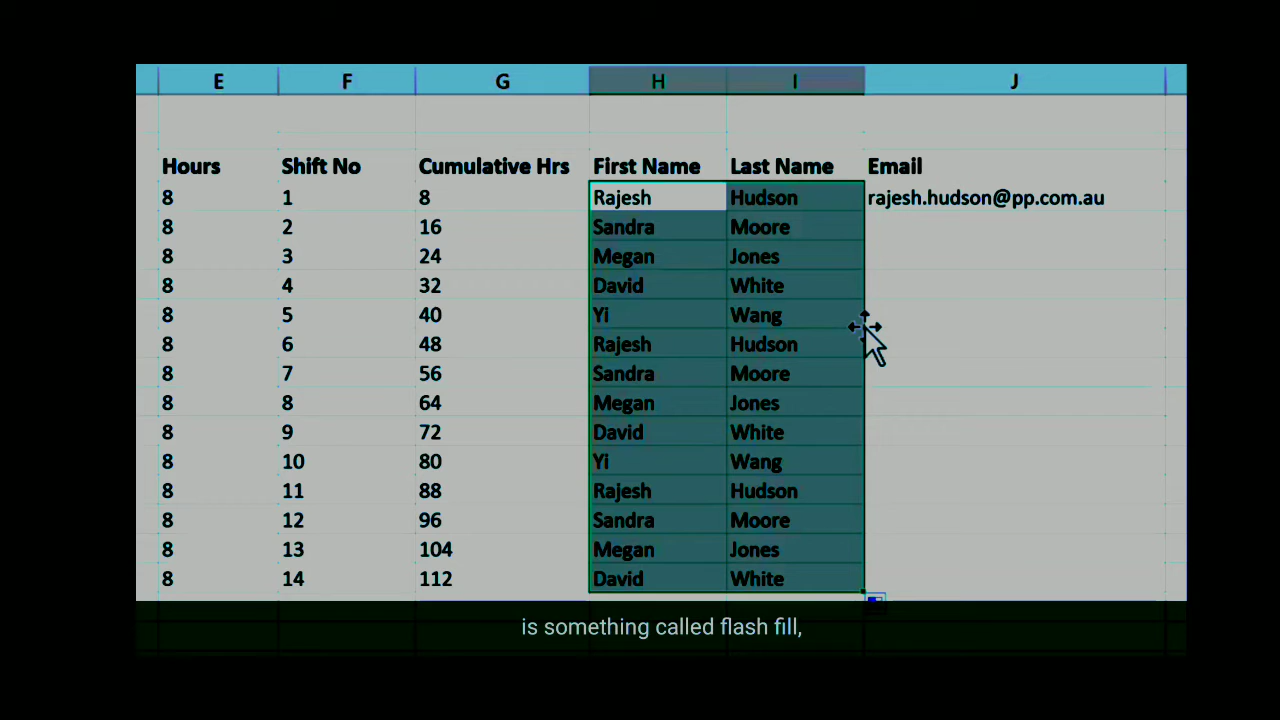 E F G H I J
Hours Shift No Cumulative Hrs First Name Last Name Email
8 1 8 Rajesh Hudson rajesh.hudson@pp.com.au
8 2 16 Sandra Moore
8 3 24 Megan Jones
8 4 32 David White
8 5 40 Yi Wang
8 6 48 Rajesh Hudson
8 7 56 Sandra Moore
8 8 64 Megan Jones
8 9 72 David White
8 10 80 Yi Wang
8 11 88 Rajesh Hudson
8 12 96 Sandra Moore
8 13 104 Megan Jones
8 14 112 David White
is something called flash fill,